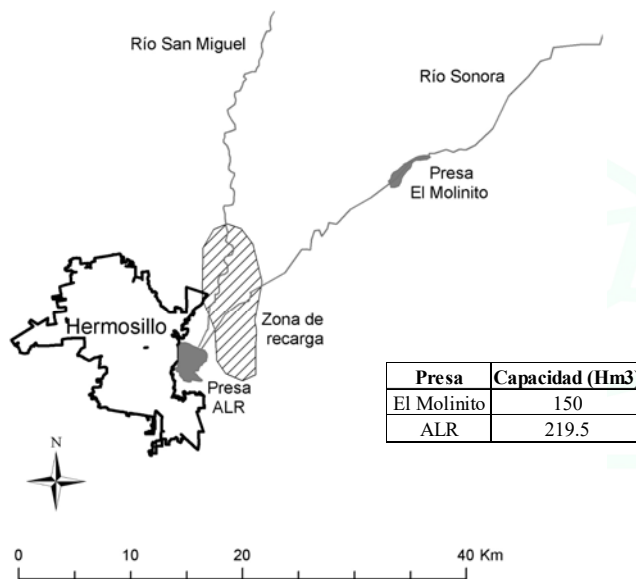 Río San Miguel
Río Sonora
Presa
El Molinito
Hermosillo
Zona de
recarga
Presa
ALR
Presa Capacidad (Hm3)
El Molinito 150
ALR 219.5
N
0 10 20 40 Km